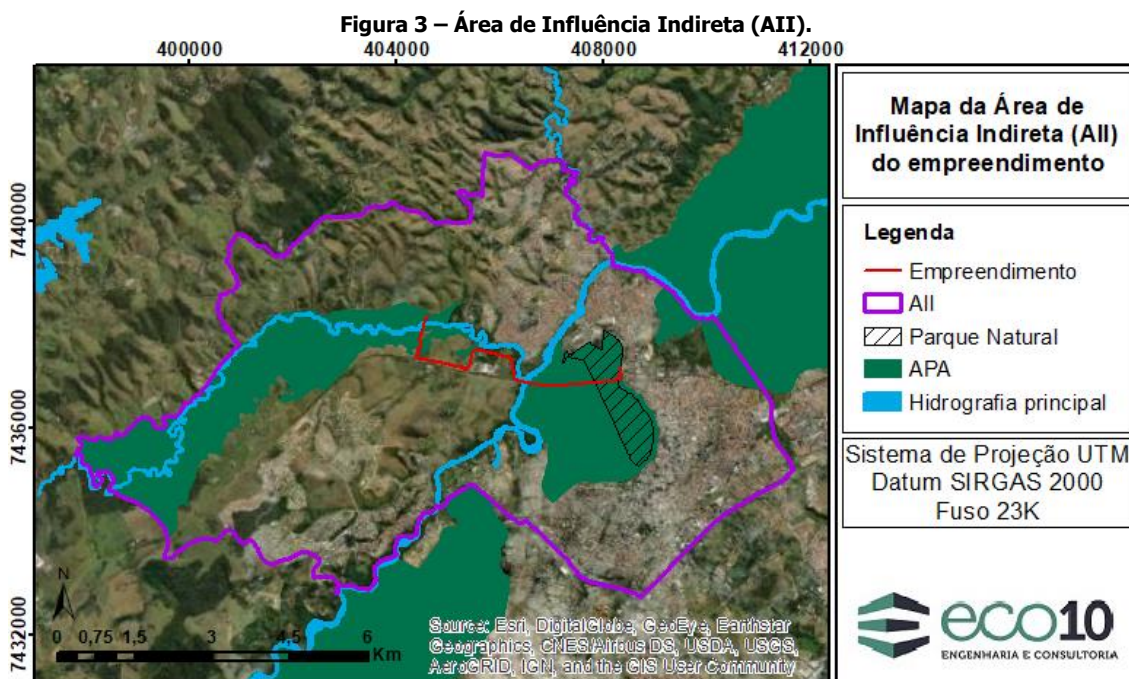 Figura 3 – Área de Influência Indireta (AII).
400000 404000 408000 412000
7440000
7436000
7432000
N
0 0,75 1,5 3 4,5 6
Km
Source: Esri, DigitalGlobe, GeoEye, Earthstar
Geographics, CNES/Airbus DS, USDA, USGS,
AeroGRID, IGN, and the GIS User Community
Mapa da Área de
Influência Indireta (AII)
do empreendimento
Legenda
Empreendimento
AII
Parque Natural
APA
Hidrografia principal
Sistema de Projeção UTM
Datum SIRGAS 2000
Fuso 23K
eco10
ENGENHARIA E CONSULTORIA